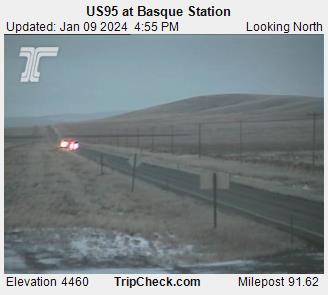 US95 at Basque Station
Updated: Jan 09 2024 4:55 PM Looking North
Elevation 4460 TripCheck.com Milepost 91.62